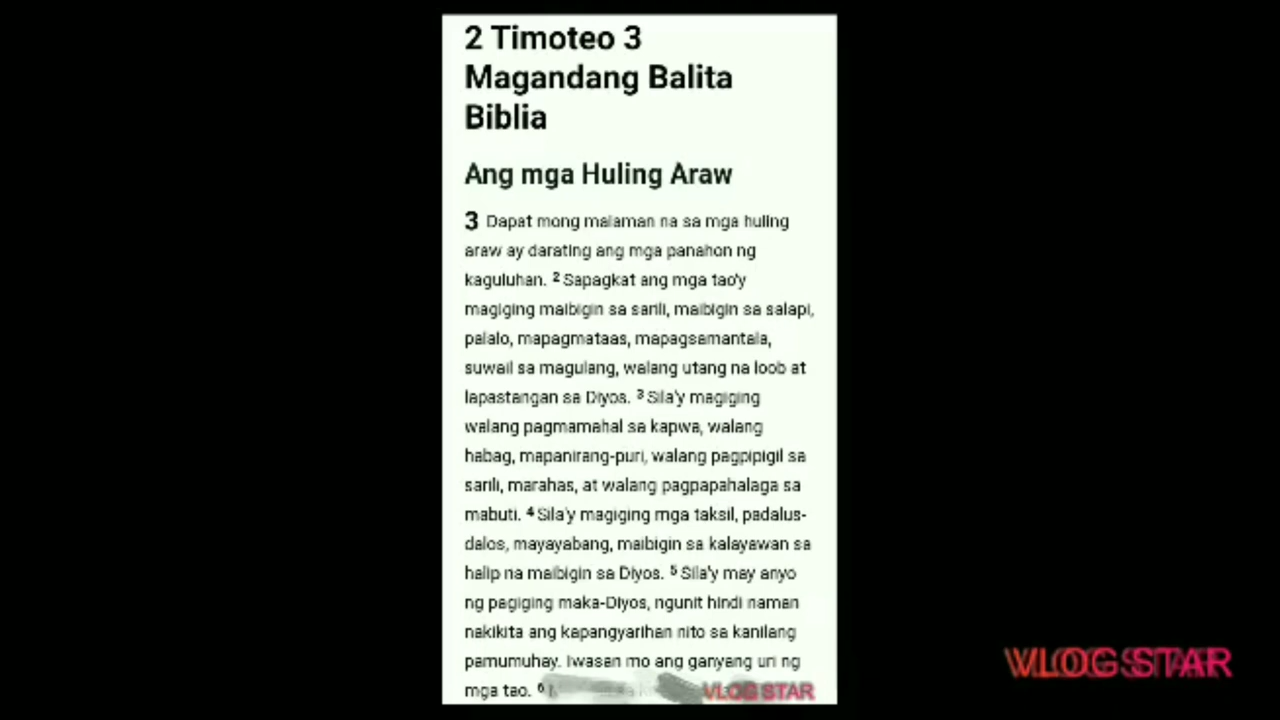 2 Timoteo 3
Magandang Balita
Biblia
Ang mga Huling Araw
3 Dapat mong malaman na sa mga huling
araw ay darating ang mga panahon ng
kaguluhan. 2 Sapagkat ang mga tao'y
magiging maibigin sa sarili, maibigin sa salapi,
palalo, mapagmataas, mapagsamantala,
suwail sa magulang, walang utang na loob at
lapastangan sa Diyos. 3 Sila'y magiging
walang pagmamahal sa kapwa, walang
habag, mapanirang-puri, walang pagpipigil sa
sarili, marahas, at walang pagpapahalaga sa
mabuti. 4 Sila'y magiging mga taksil, padalus-
dalos, mayayabang, maibigin sa kalayawan sa
halip na maibigin sa Diyos. 5 Sila'y may anyo
ng pagiging maka-Diyos, ngunit hindi naman
nakikita ang kapangyarihan nito sa kanilang
pamumuhay. Iwasan mo ang ganyang uri ng
mga tao. 6
VLOG STAR
VLOG STAR